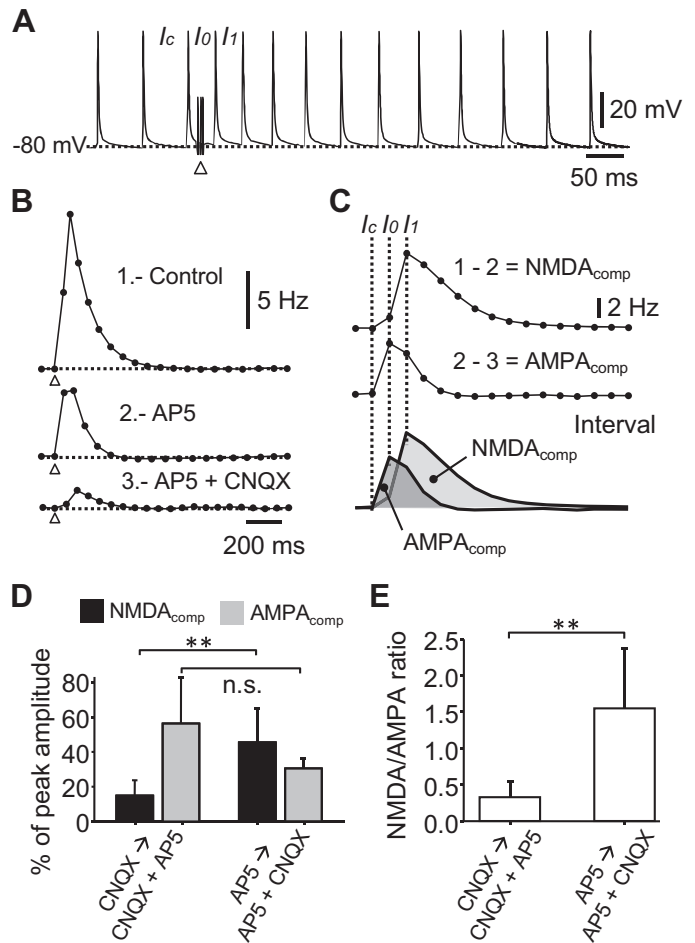 A
Ic I0 I1
20 mV
-80 mV
50 ms
B
1.- Control
5 Hz
2.- AP5
3.- AP5 + CNQX
200 ms
C
Ic I0 I1
1 - 2 = NMDAcomp
2 Hz
2 - 3 = AMPAcomp
Interval
NMDAcomp
AMPAcomp
D
NMDAcomp AMPAcomp
**
n.s.
% of peak amplitude
80
60
40
20
0
CNQX →
CNQX + AP5
AP5 →
AP5 + CNQX
E
**
NMDA/AMPA ratio
2.5
2.0
1.5
1.0
0.5
0.0
CNQX →
CNQX + AP5
AP5 →
AP5 + CNQX